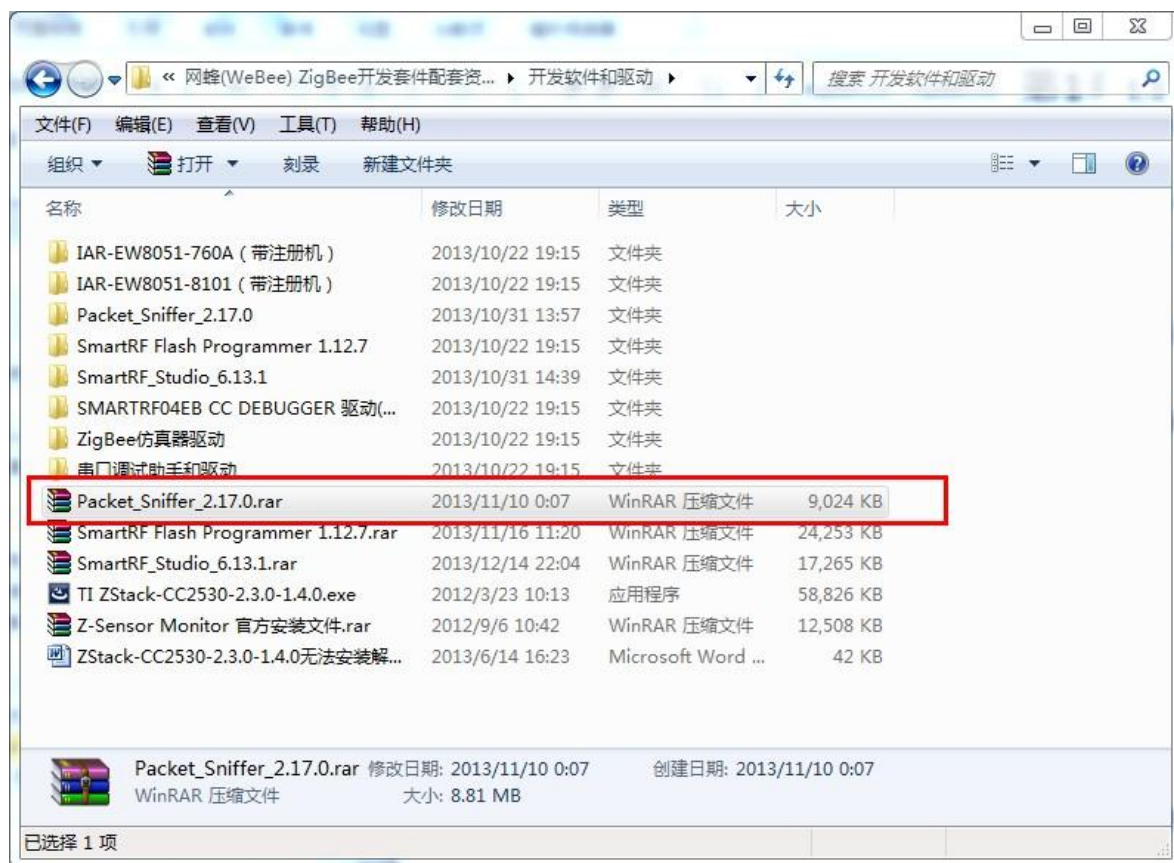 « 网蜂(WeBee) ZigBee开发套件配套资... ▸ 开发软件和驱动 ▸ 搜索 开发软件和驱动
文件(F) 编辑(E) 查看(V) 工具(T) 帮助(H)
组织 打开 刻录 新建文件夹
名称 修改日期 类型 大小
IAR-EW8051-760A ( 带注册机 ) 2013/10/22 19:15 文件夹
IAR-EW8051-8101 ( 带注册机 ) 2013/10/22 19:15 文件夹
Packet_Sniffer_2.17.0 2013/10/31 13:57 文件夹
SmartRF Flash Programmer 1.12.7 2013/10/22 19:15 文件夹
SmartRF_Studio_6.13.1 2013/10/31 14:39 文件夹
SMARTRF04EB CC DEBUGGER 驱动(... 2013/10/22 19:15 文件夹
ZigBee仿真器驱动 2013/10/22 19:15 文件夹
串口调试助手和驱动 2013/10/22 19:15 文件夹
Packet_Sniffer_2.17.0.rar 2013/11/10 0:07 WinRAR 压缩文件 9,024 KB
SmartRF Flash Programmer 1.12.7.rar 2013/11/16 11:20 WinRAR 压缩文件 24,253 KB
SmartRF_Studio_6.13.1.rar 2013/12/14 22:04 WinRAR 压缩文件 17,265 KB
TI ZStack-CC2530-2.3.0-1.4.0.exe 2012/3/23 10:13 应用程序 58,826 KB
Z-Sensor Monitor 官方安装文件.rar 2012/9/6 10:42 WinRAR 压缩文件 12,508 KB
ZStack-CC2530-2.3.0-1.4.0无法安装解... 2013/6/14 16:23 Microsoft Word ... 42 KB
Packet_Sniffer_2.17.0.rar 修改日期: 2013/11/10 0:07 创建日期: 2013/11/10 0:07
WinRAR 压缩文件 大小: 8.81 MB
已选择 1 项